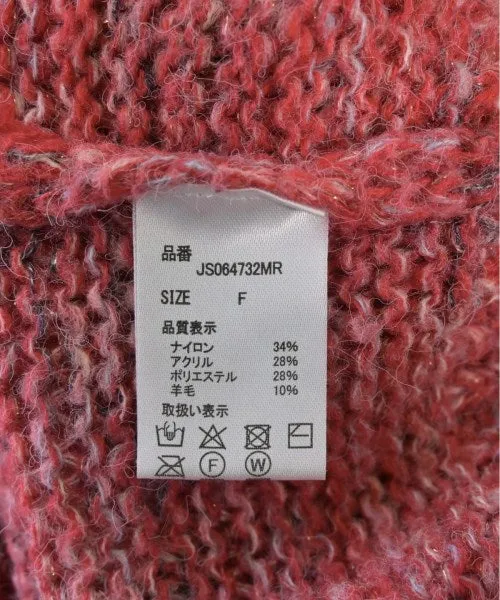 品番
JS064732MR
SIZE F
品質表示
ナイロン 34%
アクリル 28%
ポリエステル 28%
羊毛 10%
取扱い表示
F W